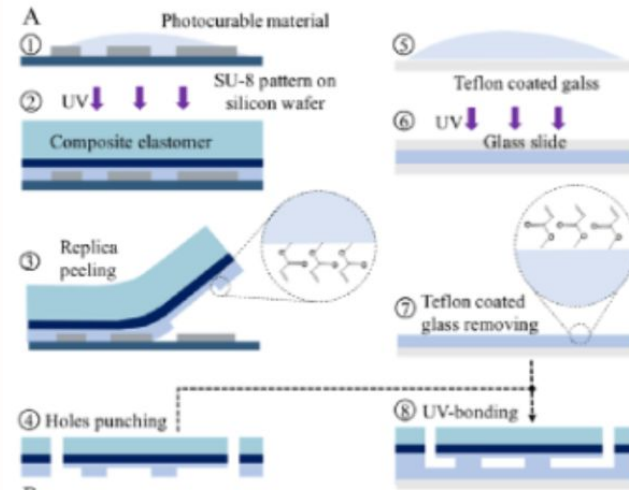 A
Photocurable material
①
SU-8 pattern on
silicon wafer
② UV
Composite elastomer
③ Replica
peeling
④ Holes punching
⑤
Teflon coated galss
⑥ UV
Glass slide
⑦ Teflon coated
glass removing
⑧ UV-bonding